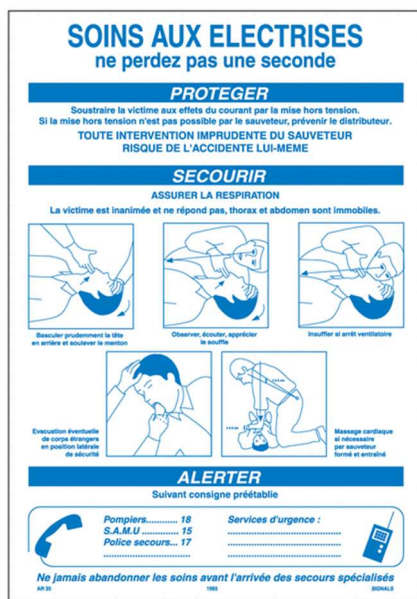 SOINS AUX ELECTRISES
ne perdez pas une seconde
PROTEGER
Soustraire la victime aux effets du courant par la mise hors tension.
Si la mise hors tension n'est pas possible par le sauveteur, prévenir le distributeur.
TOUTE INTERVENTION IMPRUDENTE DU SAUVETEUR
RISQUE DE L'ACCIDENTE LUI-MEME
SECOURIR
ASSURER LA RESPIRATION
La victime est inanimée et ne répond pas, thorax et abdomen sont immobiles.
Basculer prudemment la tête
en arrière et soulever le menton
Observer, écouter, apprécier
le souffle
Insuffler si arrêt ventilatoire
Evacuation éventuelle
de corps étrangers
en position latérale
de sécurité
Massage cardiaque
si nécessaire
par sauveteur
formé et entraîné
ALERTER
Suivant consigne préétablie
Pompiers............ 18
S.A.M.U ............. 15
Police secours... 17
Services d'urgence :
Ne jamais abandonner les soins avant l'arrivée des secours spécialisés
AR 20 1993 SIGNALS